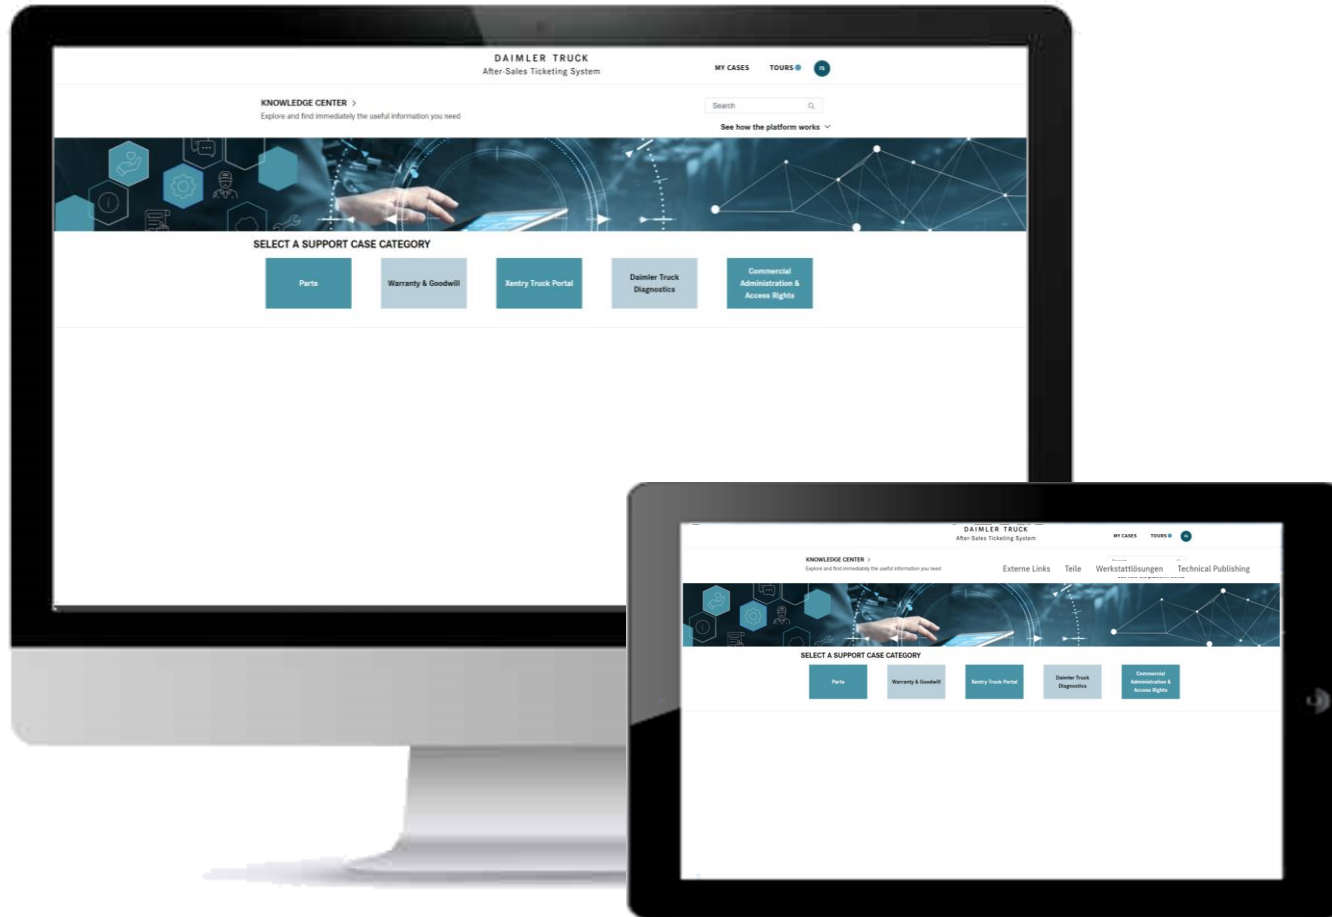 DAIMLER TRUCK
After-Sales Ticketing System
MY CASES
TOURS
KNOWLEDGE CENTER >
Explore and find immediately the useful information you need
Search
See how the platform works
SELECT A SUPPORT CASE CATEGORY
Parts
Warranty & Goodwill
Xentry Truck Portal
Daimler Truck
Diagnostics
Commercial
Administration &
Access Rights
DAIMLER TRUCK
After-Sales Ticketing System
MY CASES
TOURS
KNOWLEDGE CENTER >
Explore and find immediately the useful information you need
Externe Links
Teile
Werkstattlösungen
Technical Publishing
SELECT A SUPPORT CASE CATEGORY
Parts
Warranty & Goodwill
Xentry Truck Portal
Daimler Truck
Diagnostics
Commercial
Administration &
Access Rights